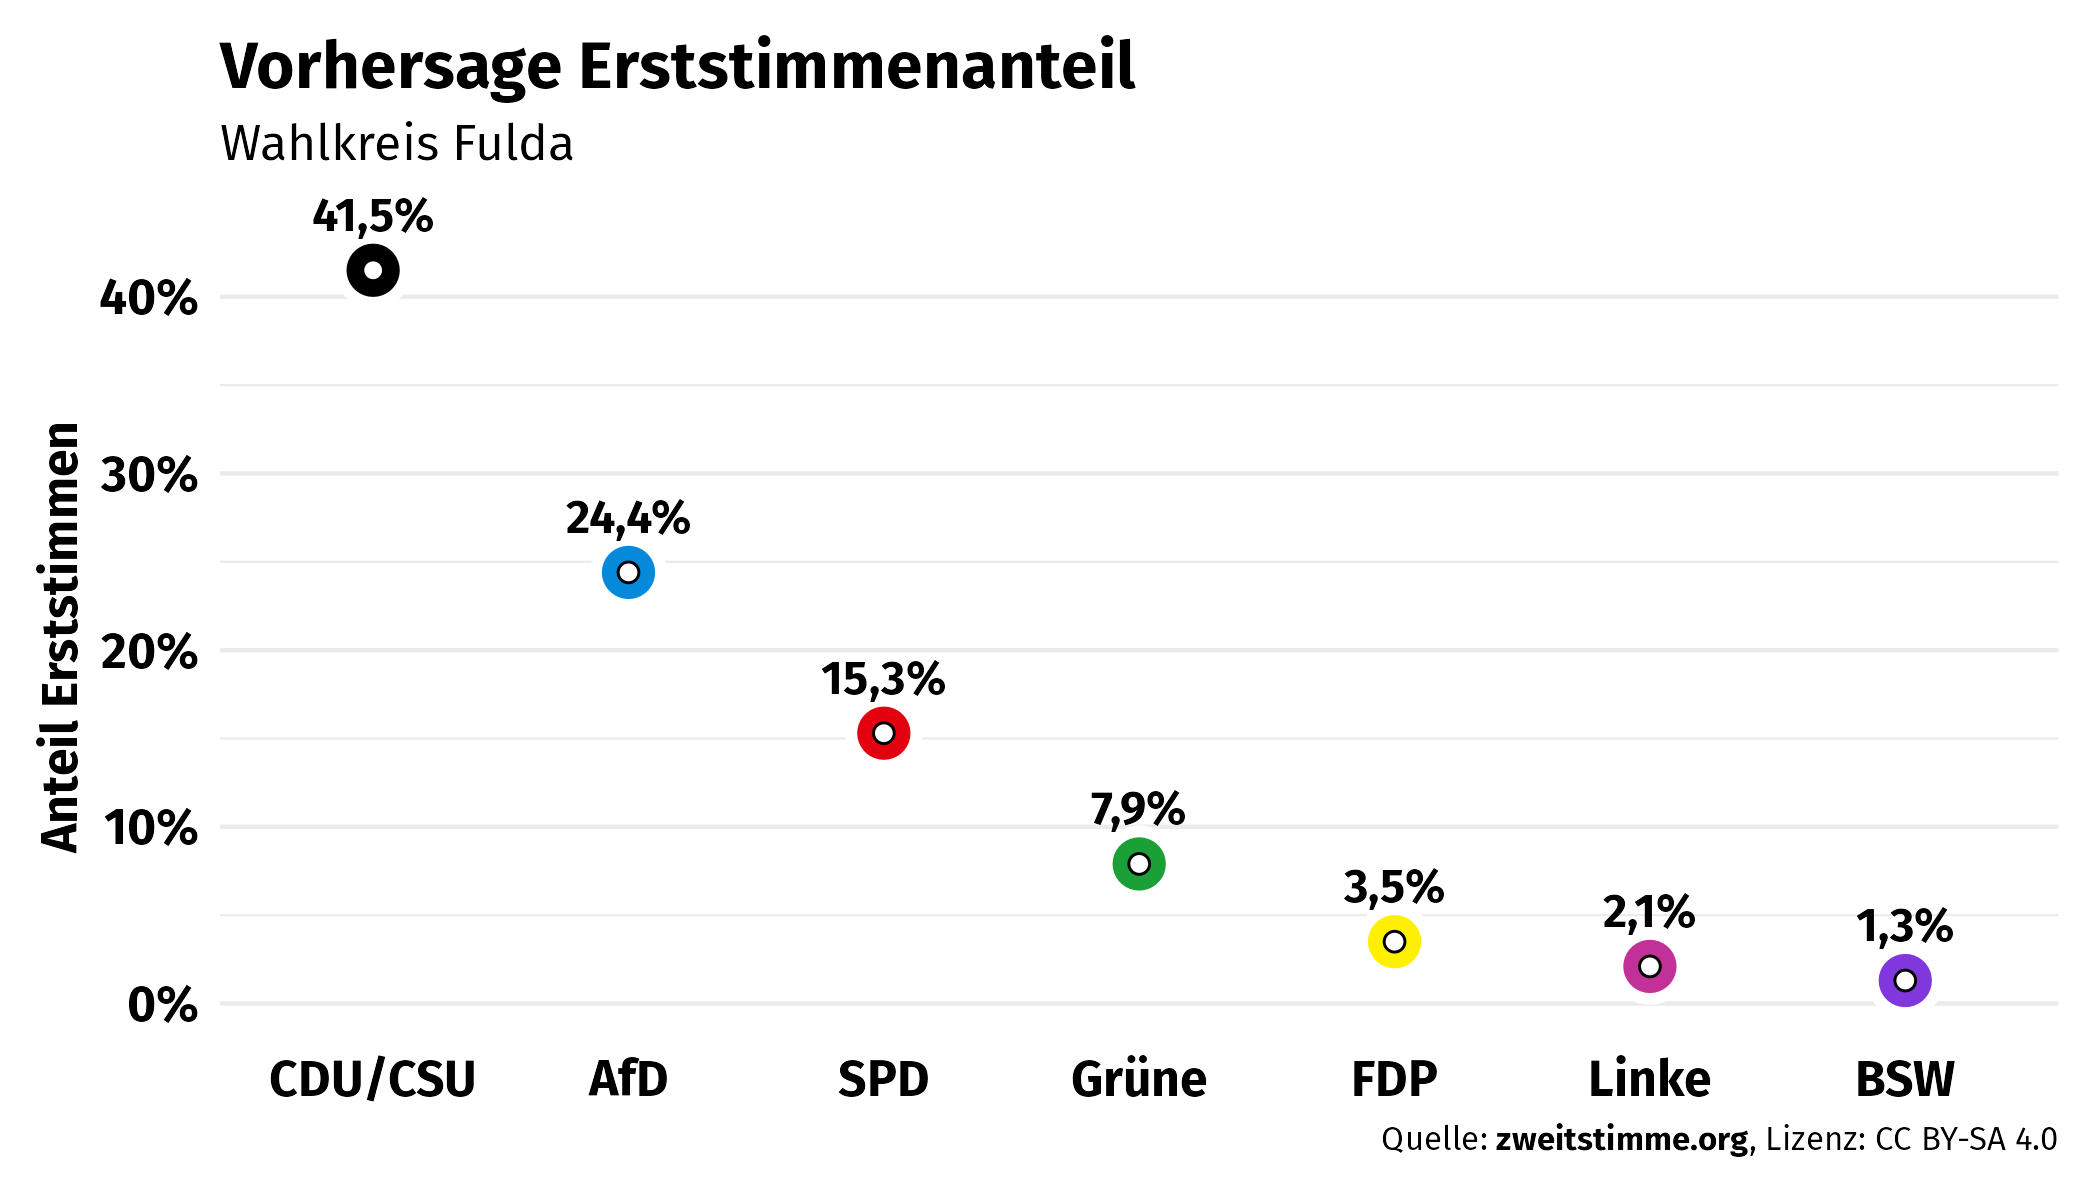 Vorhersage Erststimmenanteil
Wahlkreis Fulda
41,5%
40%
30%
24,4%
20%
15,3%
10%
7,9%
3,5%
2,1%
1,3%
0%
Anteil Erststimmen
CDU/CSU AfD SPD Grüne FDP Linke BSW
Quelle: zweitstimme.org, Lizenz: CC BY-SA 4.0